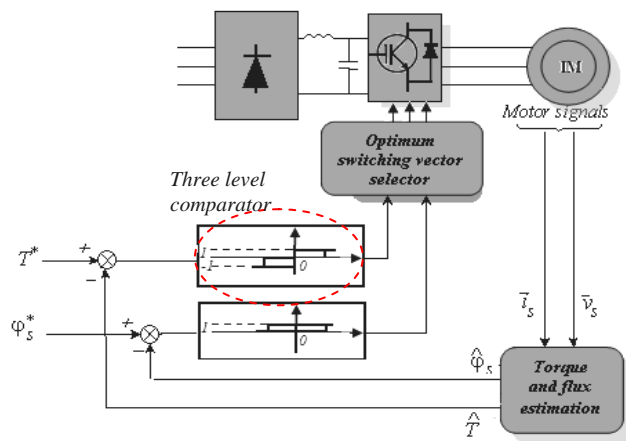 IM
Motor signals
Optimum
switching vector
selector
Three level
comparator
T* + −
1
-1
0
φs* + −
1
0
i̅s v̅s
φ̂s
T̂
Torque
and flux
estimation